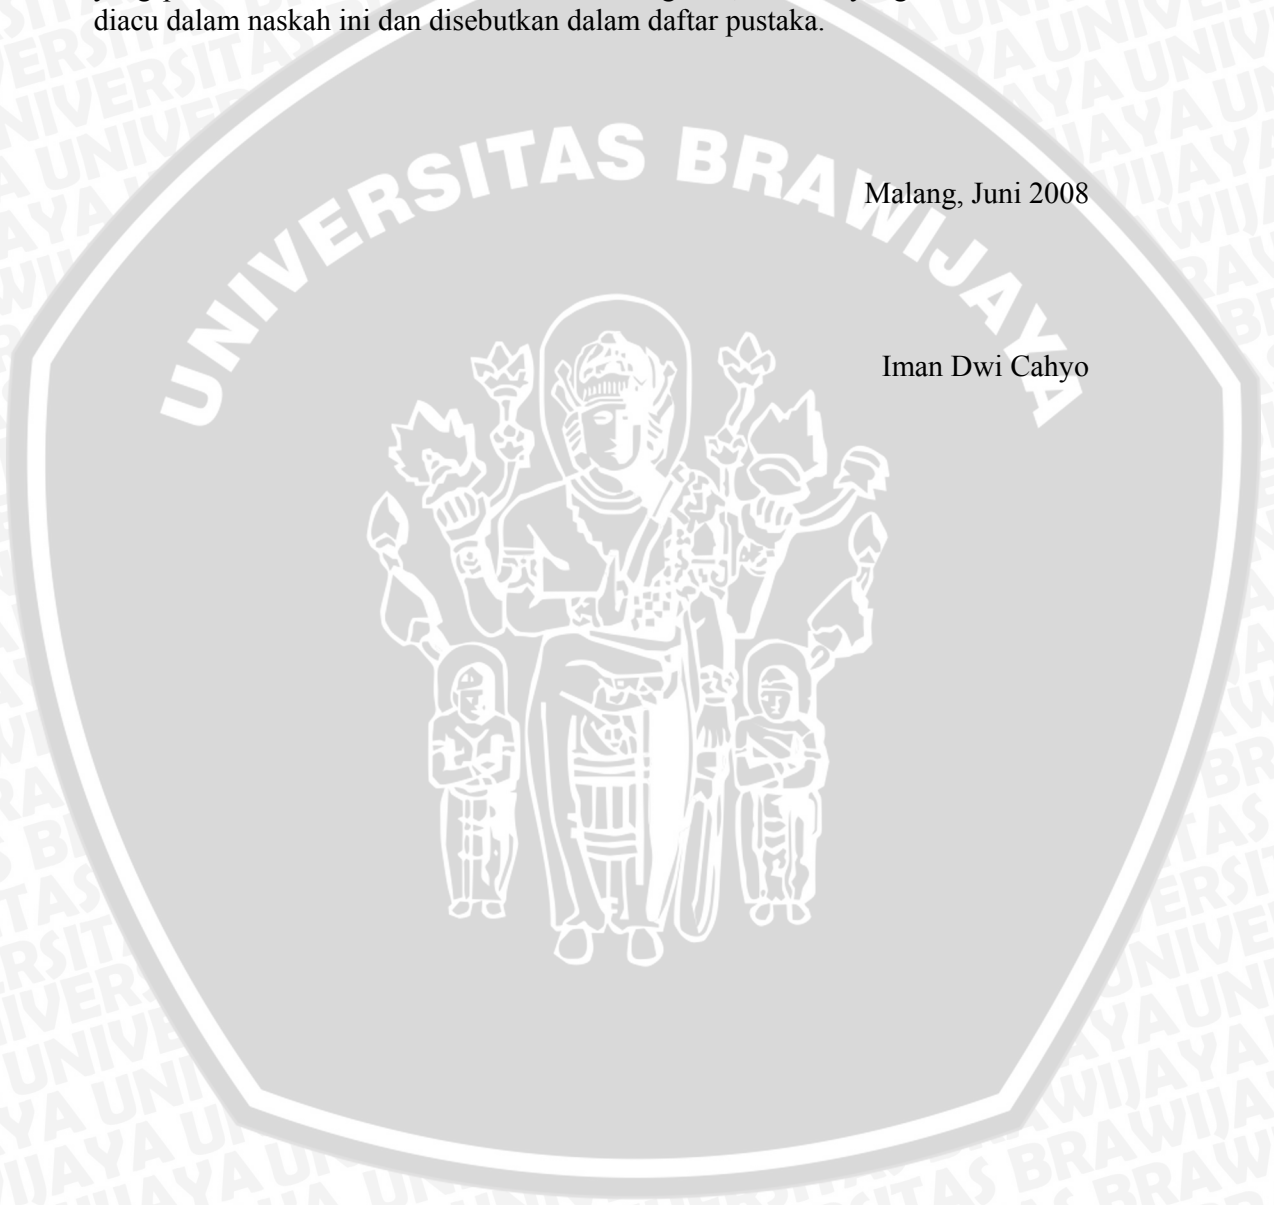 diacu dalam naskah ini dan disebutkan dalam daftar pustaka.
UNIVERSITAS BRAWIJAYA
Malang, Juni 2008
Iman Dwi Cahyo